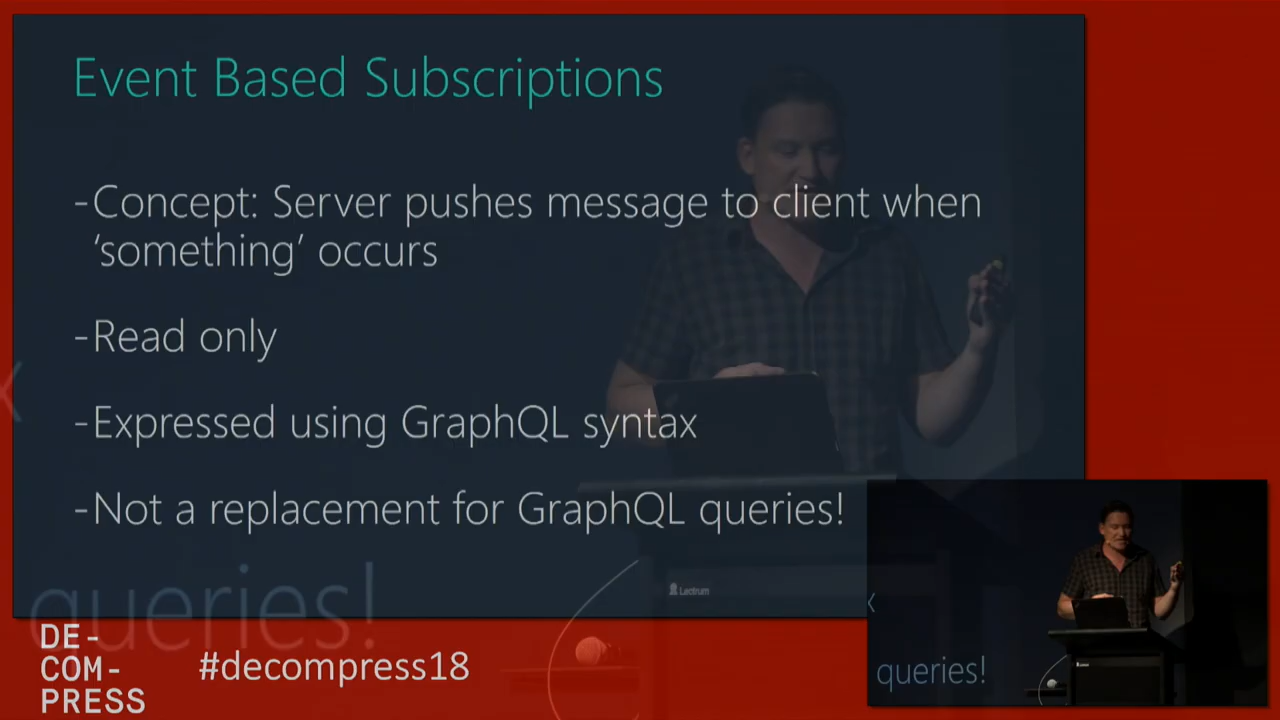 Event Based Subscriptions
-Concept: Server pushes message to client when
‘something’ occurs
-Read only
-Expressed using GraphQL syntax
-Not a replacement for GraphQL queries!
Lectrum
x
queries!
x
queries!
DE-
COM-
PRESS
#decompress18